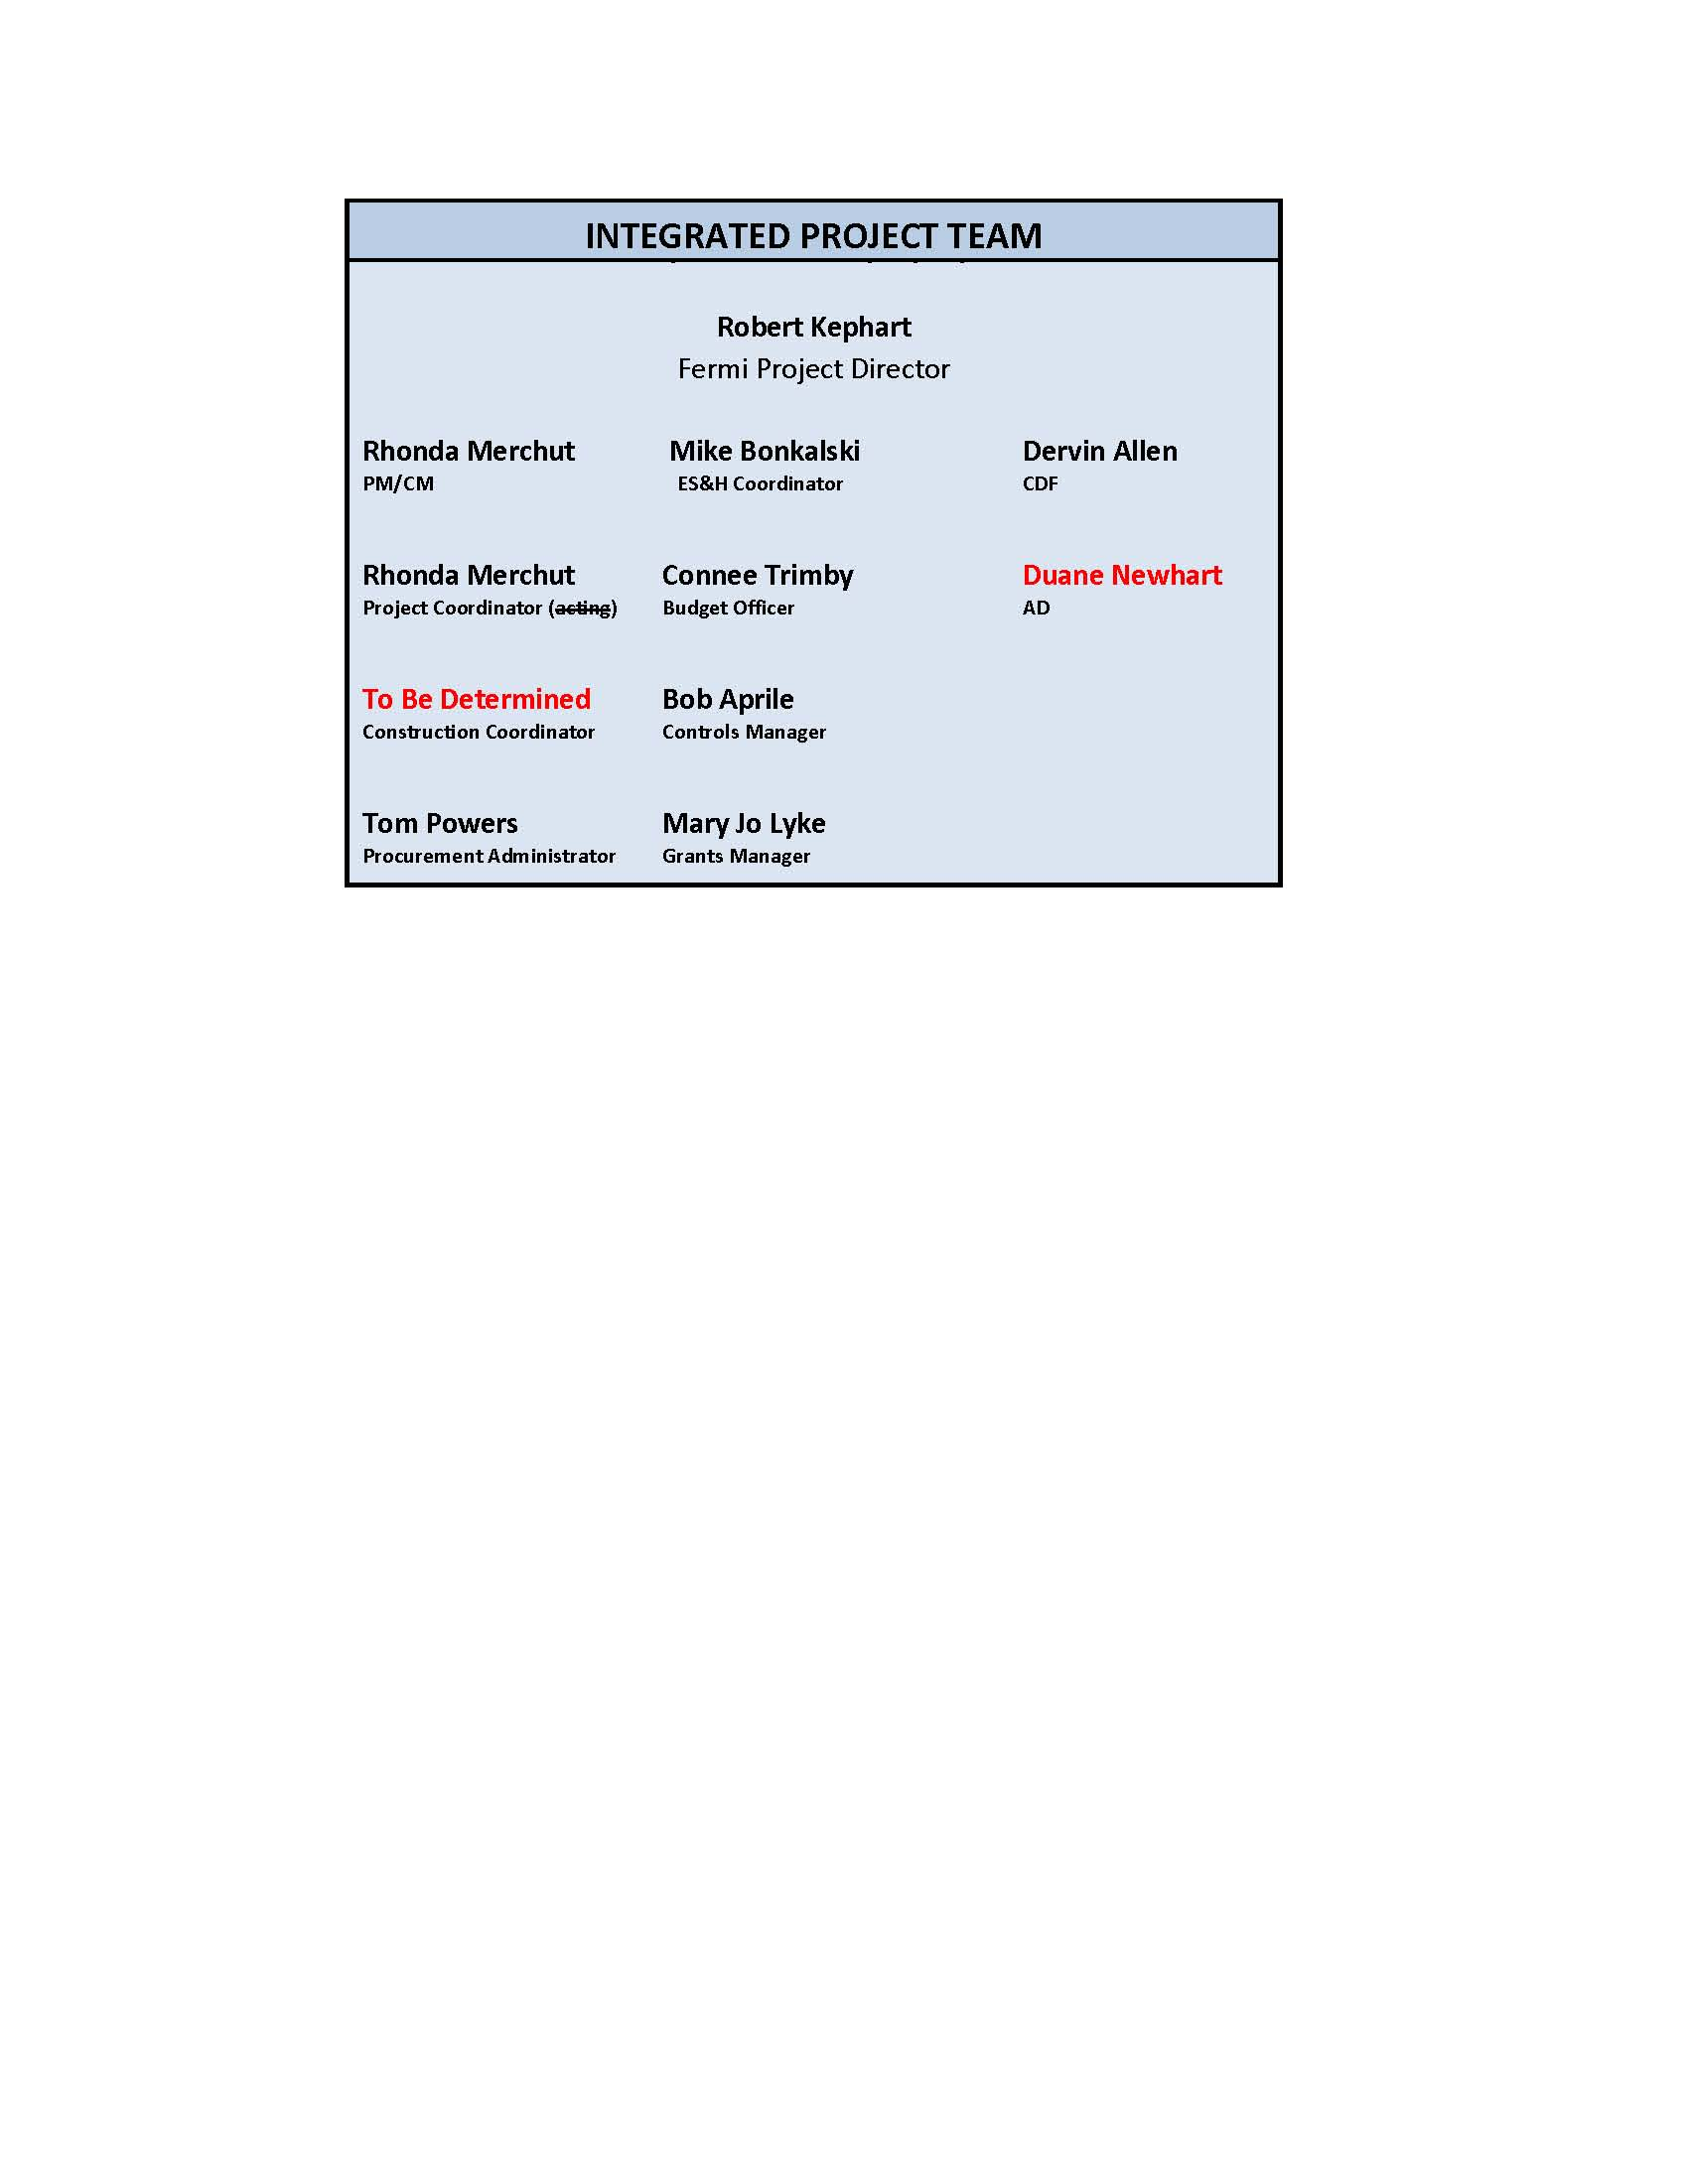 INTEGRATED PROJECT TEAM
Robert Kephart
Fermi Project Director
Rhonda Merchut Mike Bonkalski Dervin Allen
PM/CM ES&H Coordinator CDF
Rhonda Merchut Connee Trimby Duane Newhart
Project Coordinator (acting) Budget Officer AD
To Be Determined Bob Aprile
Construction Coordinator Controls Manager
Tom Powers Mary Jo Lyke
Procurement Administrator Grants Manager